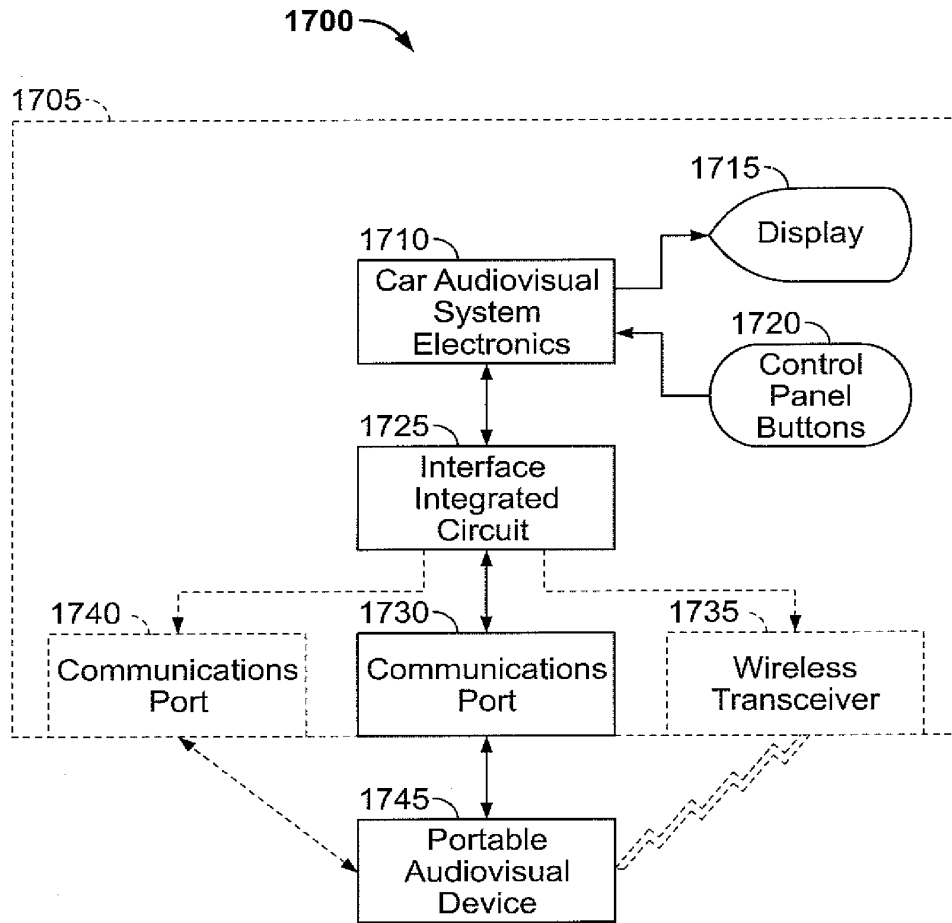 1700
1705
1715
Display
1710
Car Audiovisual
System
Electronics
1720
Control
Panel
Buttons
1725
Interface
Integrated
Circuit
1740
Communications
Port
1730
Communications
Port
1735
Wireless
Transceiver
1745
Portable
Audiovisual
Device